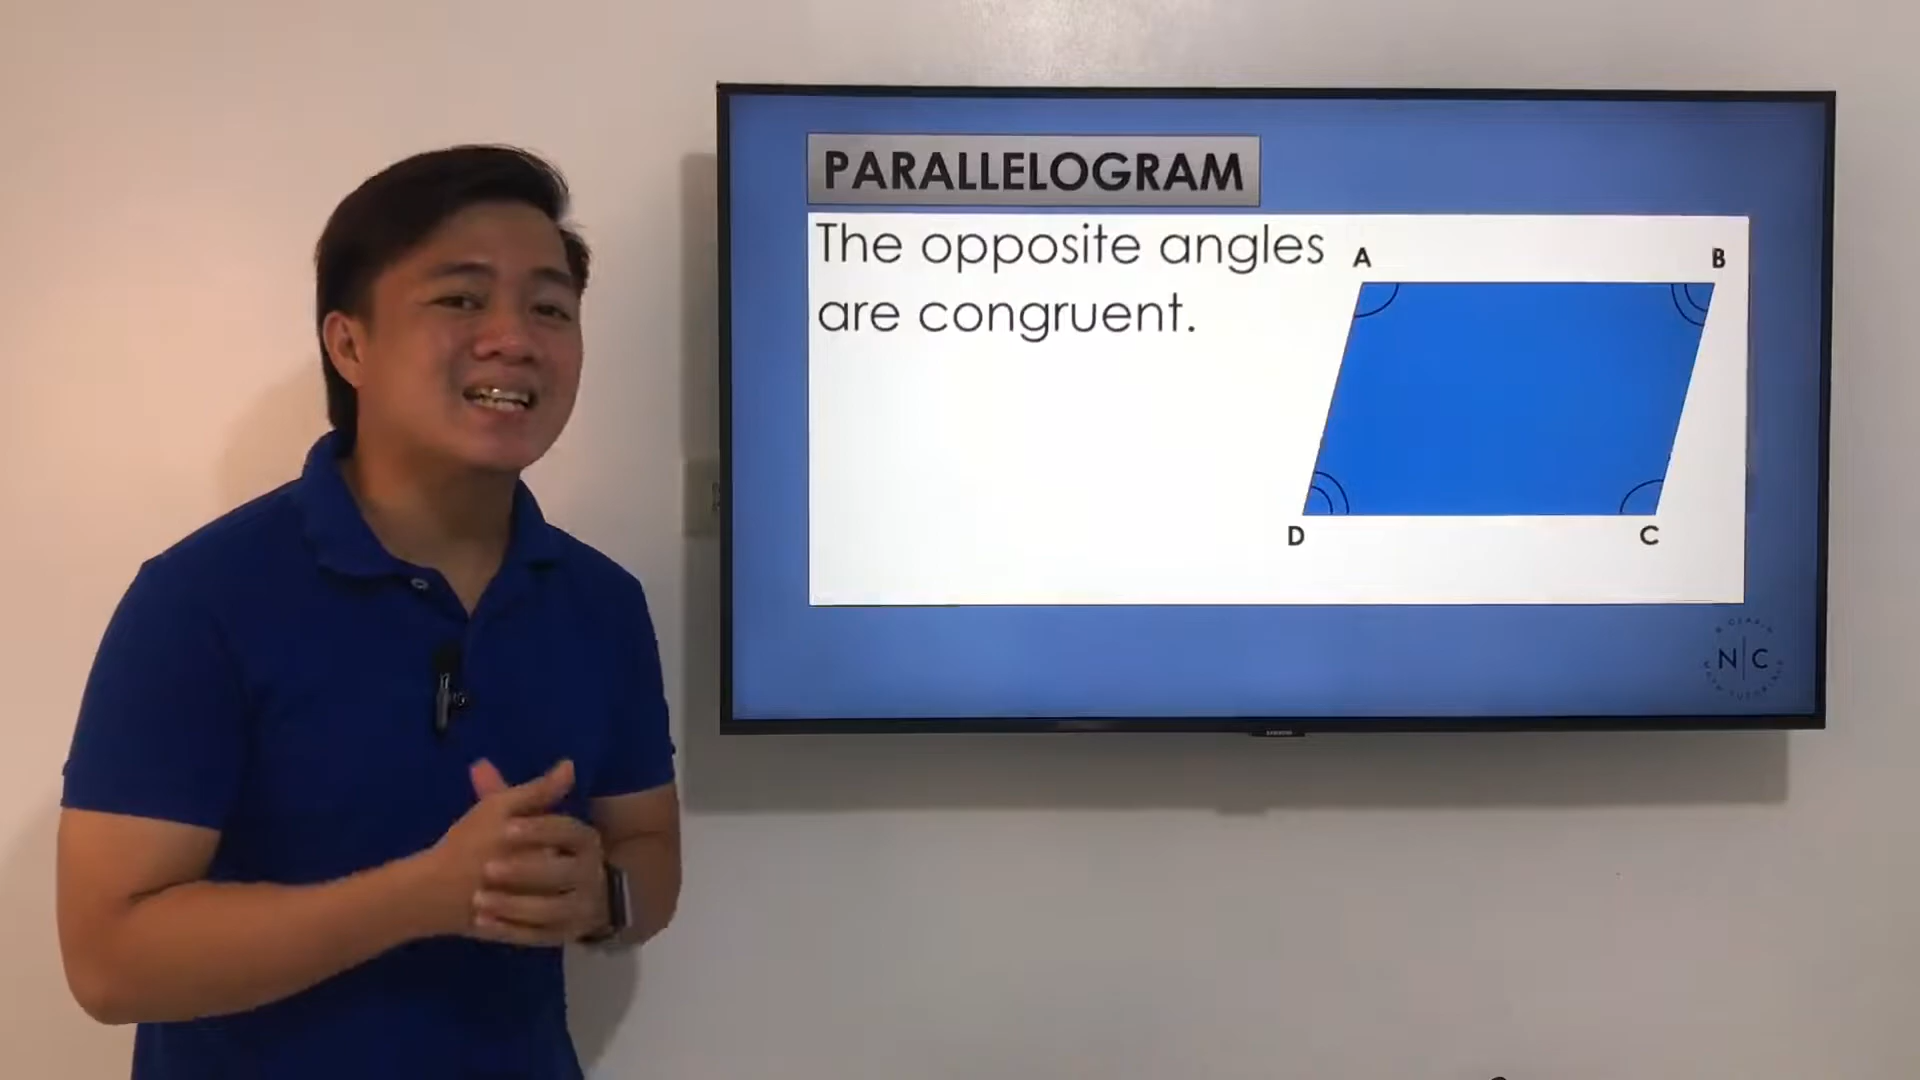 PARALLELOGRAM
The opposite angles
are congruent.
A
B
D
C
N|C